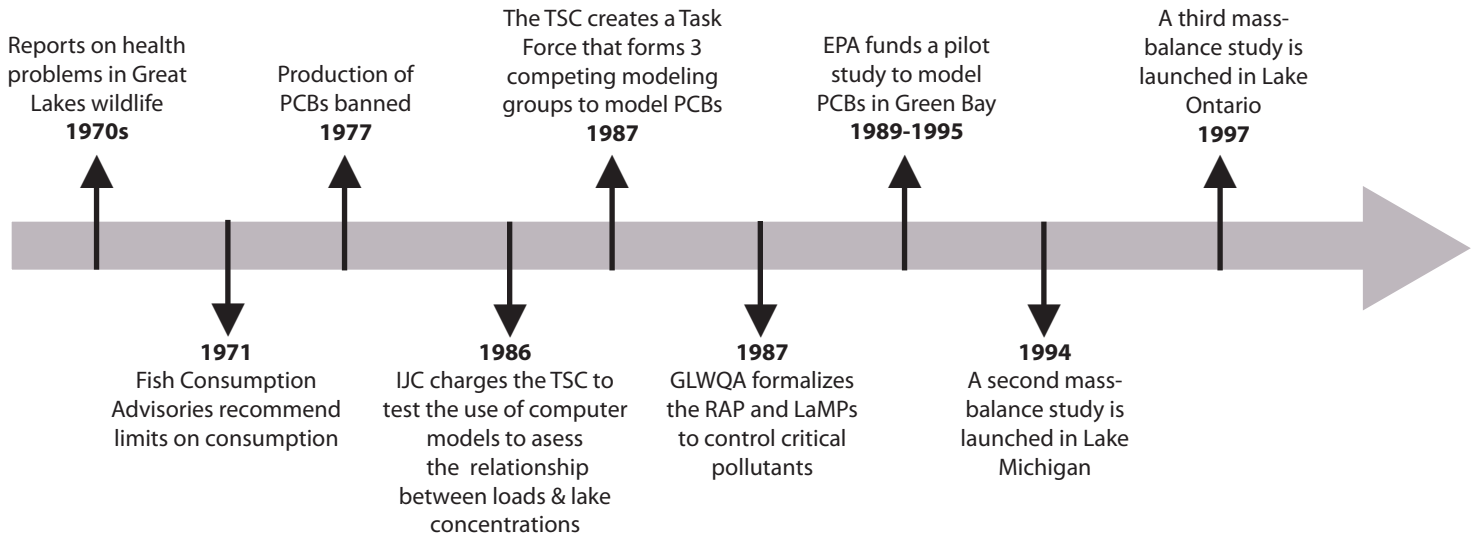 Reports on health
problems in Great
Lakes wildlife
1970s
Production of
PCBs banned
1977
The TSC creates a Task
Force that forms 3
competing modeling
groups to model PCBs
1987
EPA funds a pilot
study to model
PCBs in Green Bay
1989-1995
A third mass-
balance study is
launched in Lake
Ontario
1997
1971
Fish Consumption
Advisories recommend
limits on consumption
1986
IJC charges the TSC to
test the use of computer
models to asess
the relationship
between loads & lake
concentrations
1987
GLWQA formalizes
the RAP and LaMPs
to control critical
pollutants
1994
A second mass-
balance study is
launched in Lake
Michigan